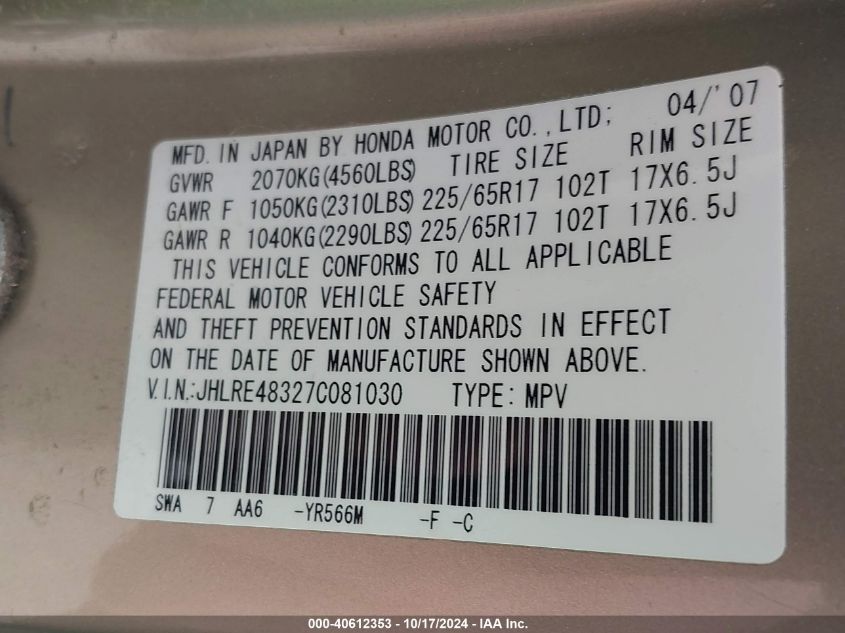 MFD. IN JAPAN BY HONDA MOTOR CO.,LTD; 04/'07
GVWR 2070KG(4560LBS) TIRE SIZE RIM SIZE
GAWR F 1050KG(2310LBS) 225/65R17 102T 17X6.5J
GAWR R 1040KG(2290LBS) 225/65R17 102T 17X6.5J
THIS VEHICLE CONFORMS TO ALL APPLICABLE
FEDERAL MOTOR VEHICLE SAFETY
AND THEFT PREVENTION STANDARDS IN EFFECT
ON THE DATE OF MANUFACTURE SHOWN ABOVE.
V.I.N.:JHLRE48327C081030 TYPE: MPV
SWA 7 AA6 -YR566M -F -C
000-40612353 - 10/17/2024 - IAA Inc.